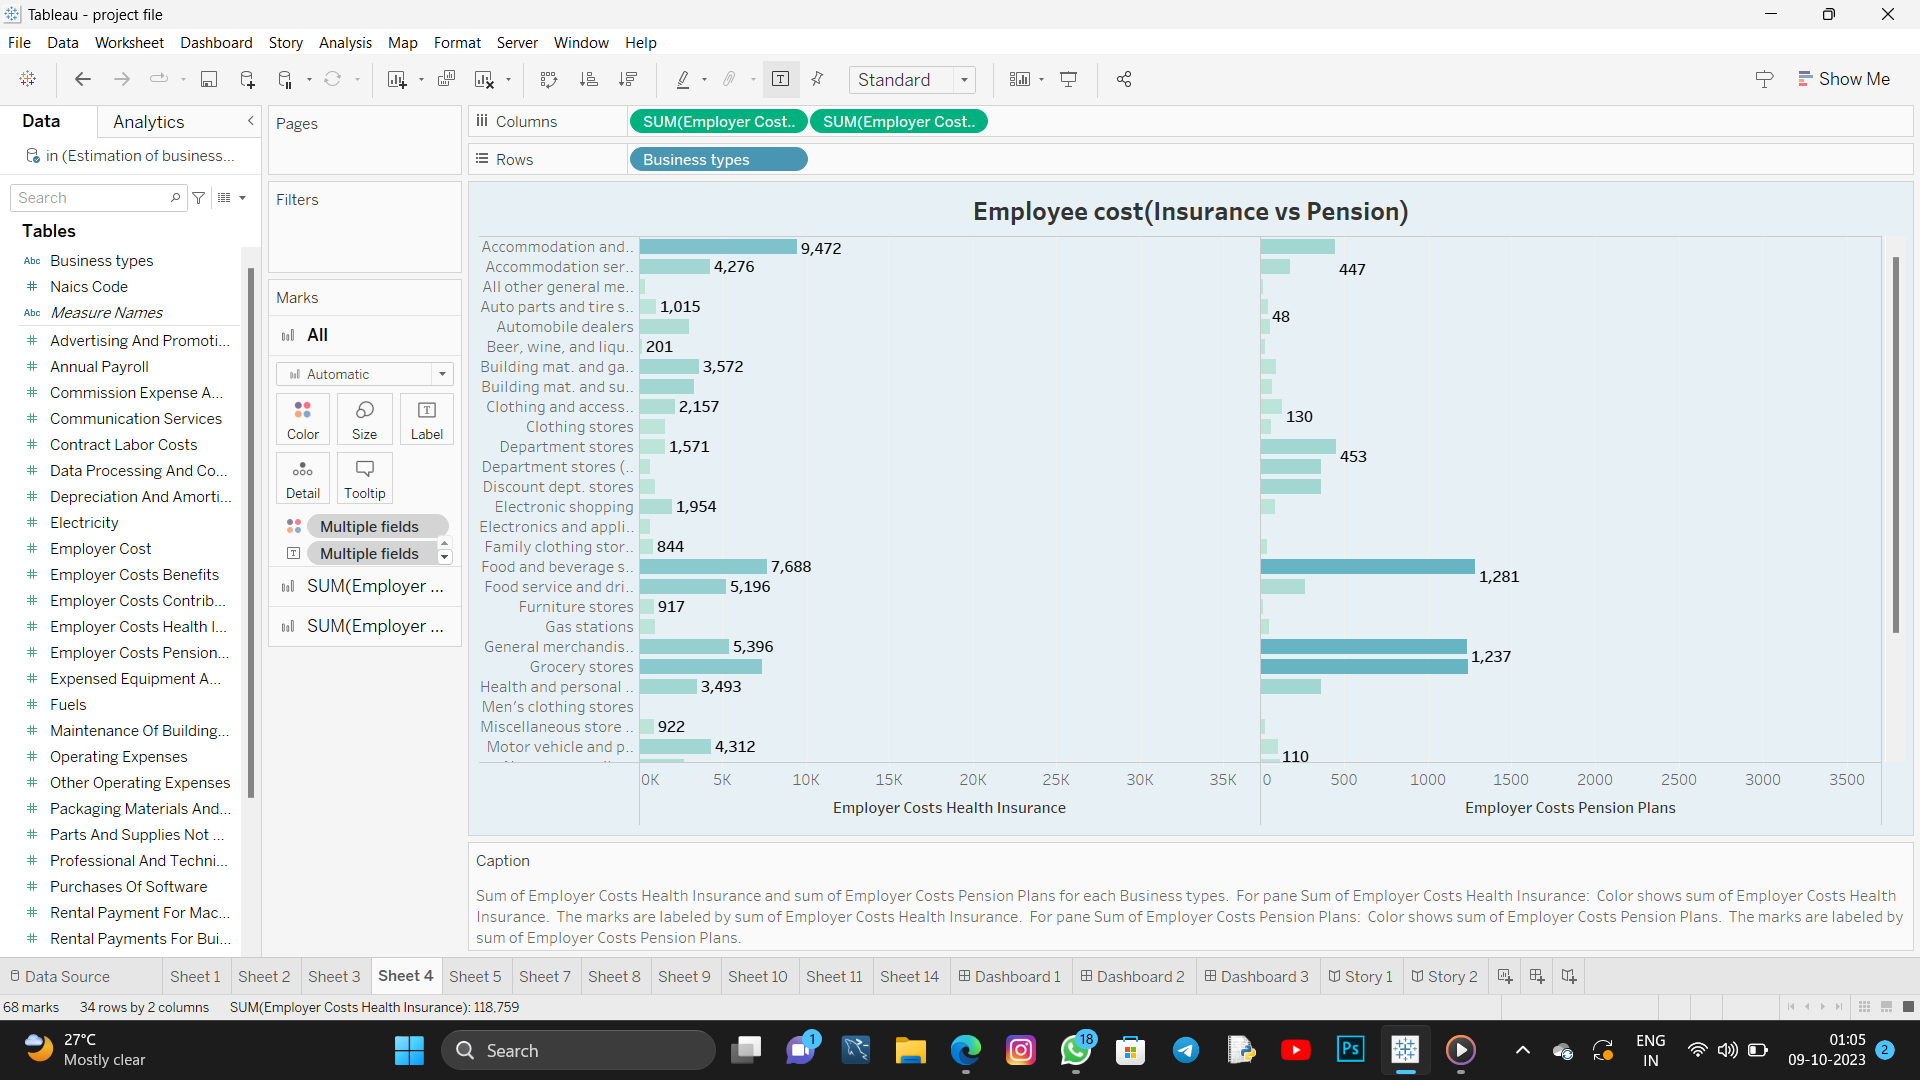 Tableau - project file
File Data Worksheet Dashboard Story Analysis Map Format Server Window Help
Standard
Show Me
Data Analytics
in (Estimation of business...
Search
Tables
Abc Business types
# Naics Code
Abc Measure Names
# Advertising And Promoti...
# Annual Payroll
# Commission Expense A...
# Communication Services
# Contract Labor Costs
# Data Processing And Co...
# Depreciation And Amorti...
# Electricity
# Employer Cost
# Employer Costs Benefits
# Employer Costs Contrib...
# Employer Costs Health I...
# Employer Costs Pension...
# Expensed Equipment A...
# Fuels
# Maintenance Of Building...
# Operating Expenses
# Other Operating Expenses
# Packaging Materials And...
# Parts And Supplies Not ...
# Professional And Techni...
# Purchases Of Software
# Rental Payment For Mac...
# Rental Payments For Bui...
Pages
Filters
Marks
All
Automatic
Color Size Label
Detail Tooltip
Multiple fields
Multiple fields
SUM(Employer ...
SUM(Employer ...
Columns SUM(Employer Cost.. SUM(Employer Cost..
Rows Business types
Employee cost(Insurance vs Pension)
Accommodation and.. 9,472
Accommodation ser.. 4,276 447
All other general me..
Auto parts and tire s.. 1,015 48
Automobile dealers
Beer, wine, and liqu.. 201
Building mat. and ga.. 3,572
Building mat. and su..
Clothing and access.. 2,157 130
Clothing stores
Department stores 1,571 453
Department stores (..
Discount dept. stores
Electronic shopping 1,954
Electronics and appli..
Family clothing stor.. 844
Food and beverage s.. 7,688 1,281
Food service and dri.. 5,196
Furniture stores 917
Gas stations
General merchandis.. 5,396 1,237
Grocery stores
Health and personal .. 3,493
Men's clothing stores
Miscellaneous store .. 922
Motor vehicle and p.. 4,312 110
0K 5K 10K 15K 20K 25K 30K 35K 0 500 1000 1500 2000 2500 3000 3500
Employer Costs Health Insurance Employer Costs Pension Plans
Caption
Sum of Employer Costs Health Insurance and sum of Employer Costs Pension Plans for each Business types. For pane Sum of Employer Costs Health Insurance: Color shows sum of Employer Costs Health
Insurance. The marks are labeled by sum of Employer Costs Health Insurance. For pane Sum of Employer Costs Pension Plans: Color shows sum of Employer Costs Pension Plans. The marks are labeled by
sum of Employer Costs Pension Plans.
Data Source Sheet 1 Sheet 2 Sheet 3 Sheet 4 Sheet 5 Sheet 7 Sheet 8 Sheet 9 Sheet 10 Sheet 11 Sheet 14 Dashboard 1 Dashboard 2 Dashboard 3 Story 1 Story 2
68 marks 34 rows by 2 columns SUM(Employer Costs Health Insurance): 118,759
27°C
Mostly clear
Search
1
18
Ps
ENG
IN
01:05
09-10-2023
2